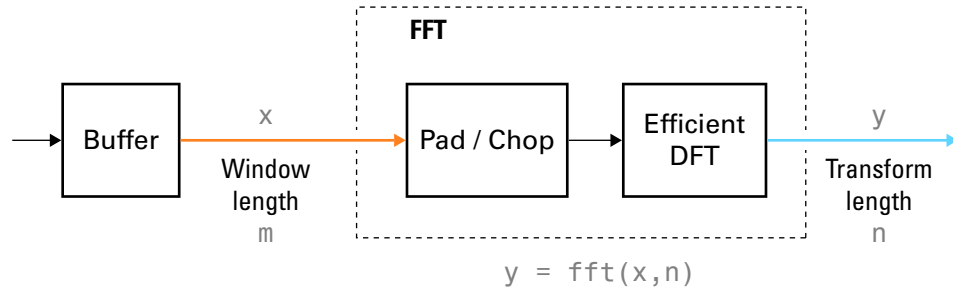 FFT
Buffer
x
Window
length
m
Pad / Chop
Efficient
DFT
y
Transform
length
n
y = fft(x,n)